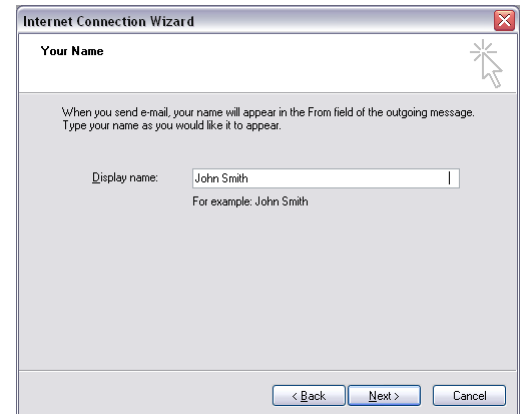 Internet Connection Wizard
Your Name
When you send e-mail, your name will appear in the From field of the outgoing message.
Type your name as you would like it to appear.
Display name: John Smith
For example: John Smith
< Back Next > Cancel